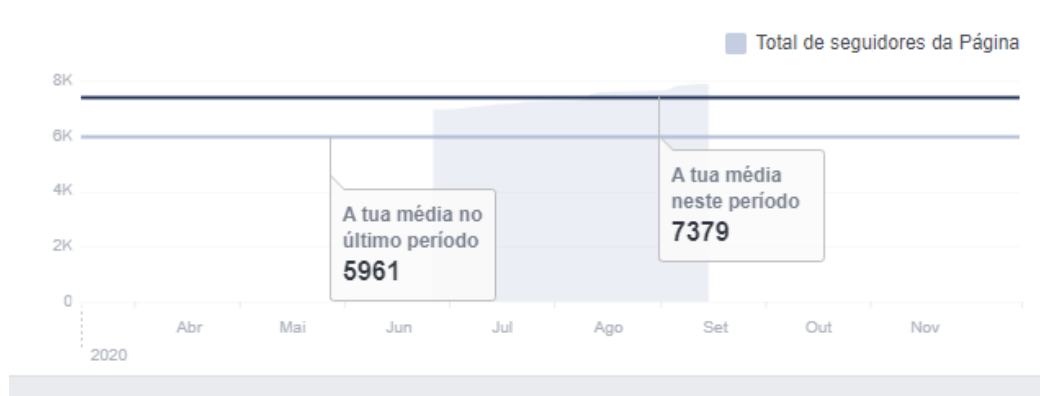 Total de seguidores da Página
8K
6K
4K
2K
0
A tua média no
último período
5961
A tua média
neste período
7379
Abr
Mai
Jun
Jul
Ago
Set
Out
Nov
2020